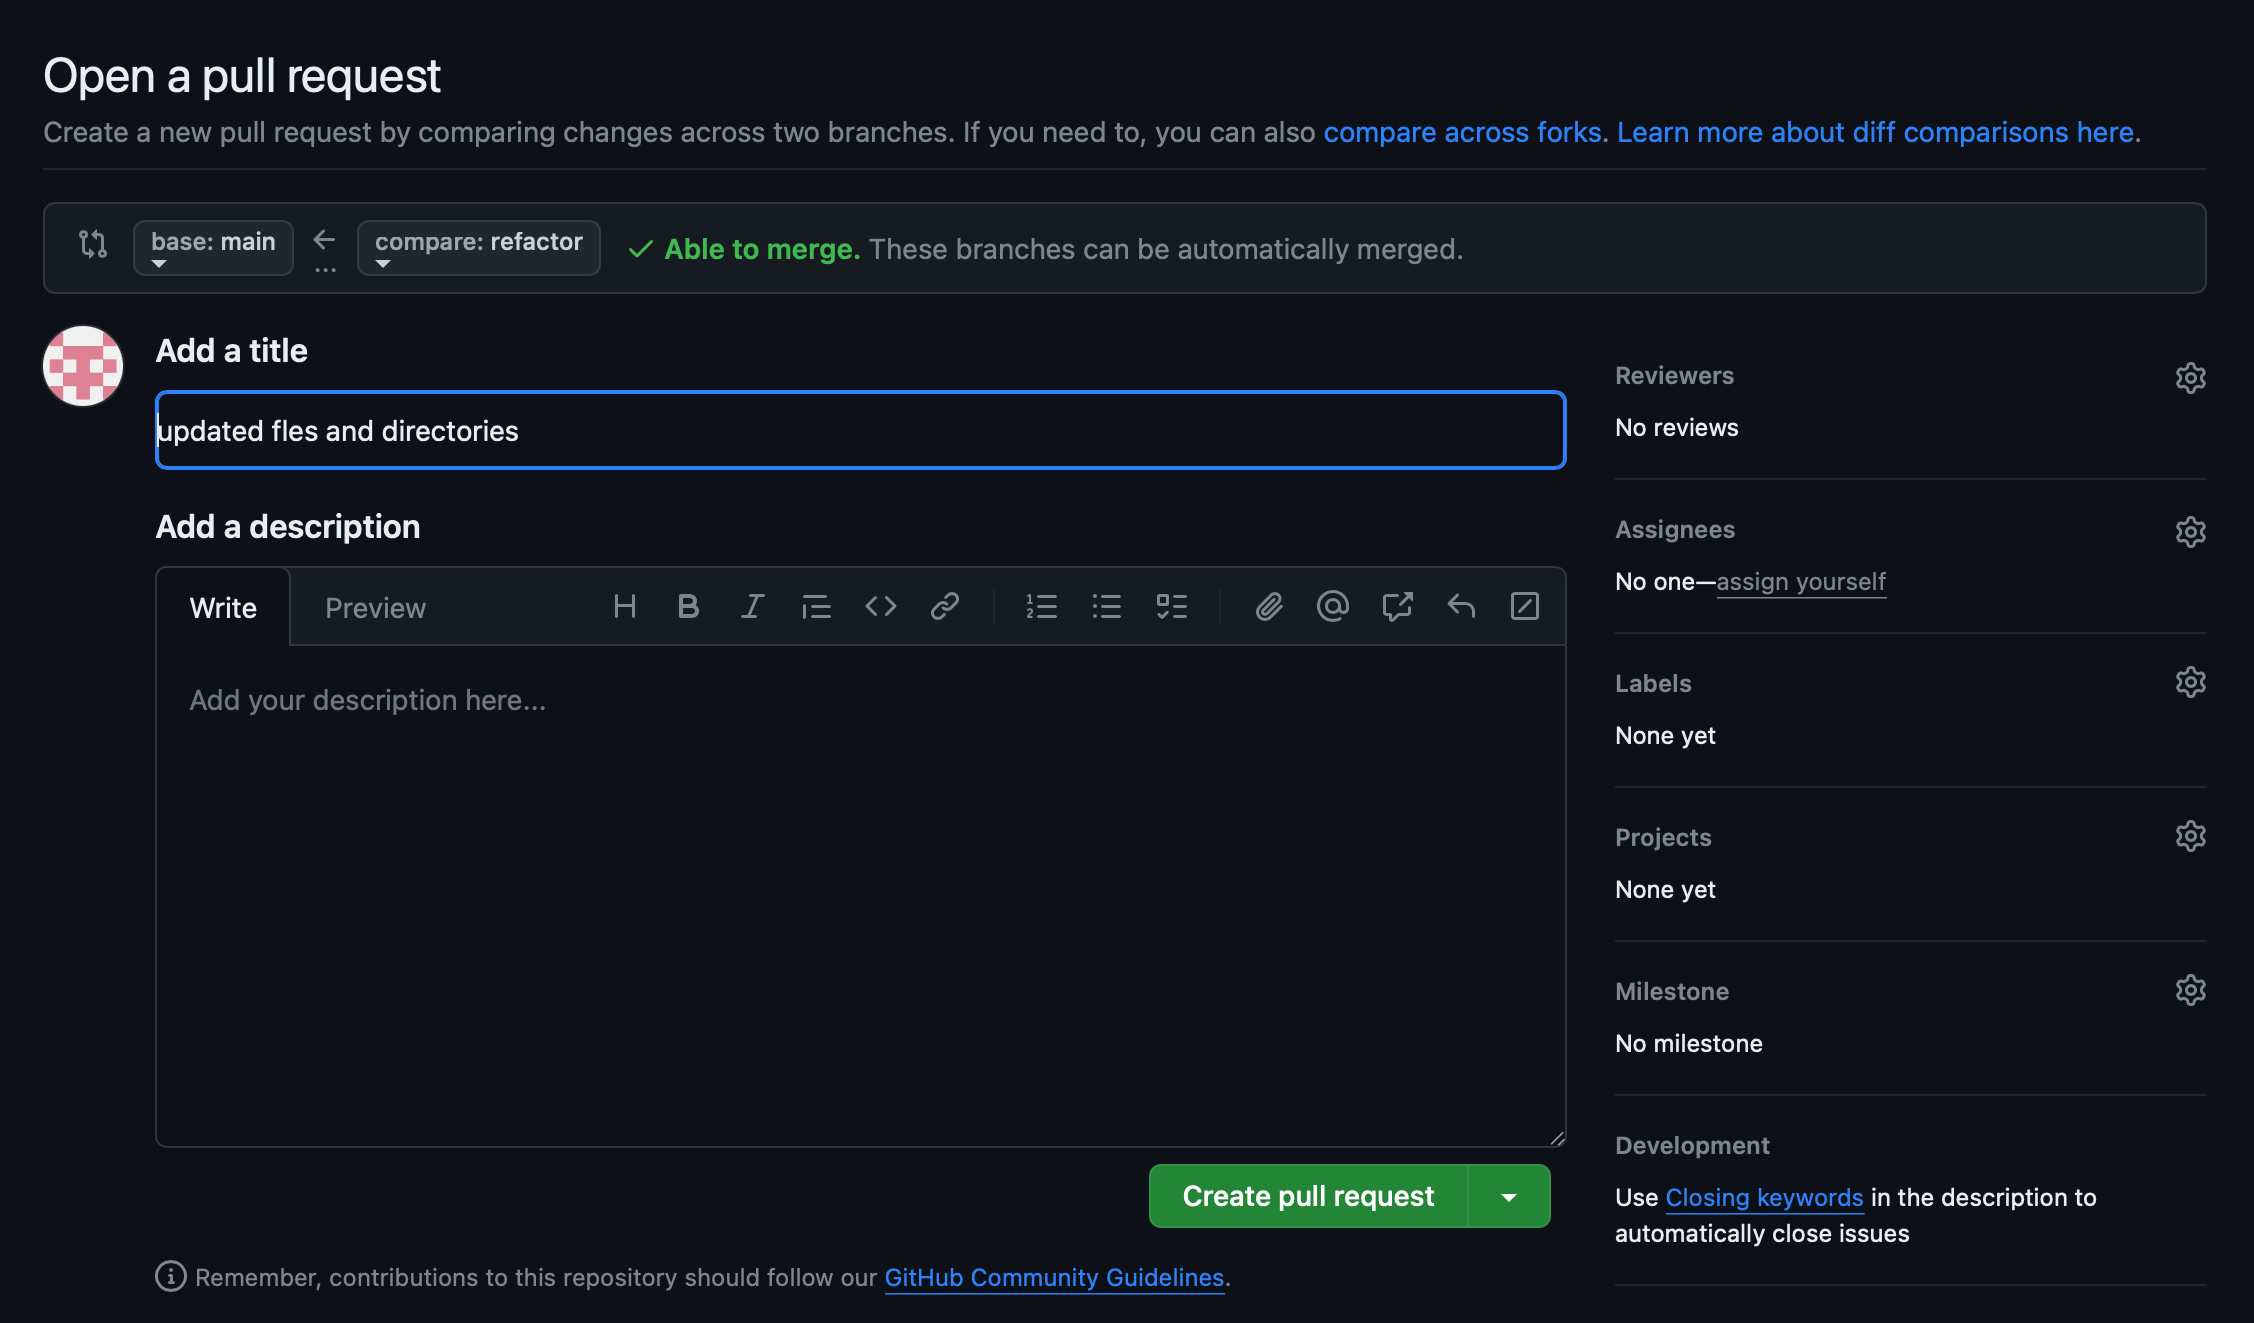 Open a pull request
Create a new pull request by comparing changes across two branches. If you need to, you can also compare across forks. Learn more about diff comparisons here.
base: main
...
compare: refactor
Able to merge. These branches can be automatically merged.
Add a title
updated fles and directories
Add a description
Write
Preview
Add your description here...
Create pull request
Remember, contributions to this repository should follow our GitHub Community Guidelines.
Reviewers
No reviews
Assignees
No one—assign yourself
Labels
None yet
Projects
None yet
Milestone
No milestone
Development
Use Closing keywords in the description to
automatically close issues